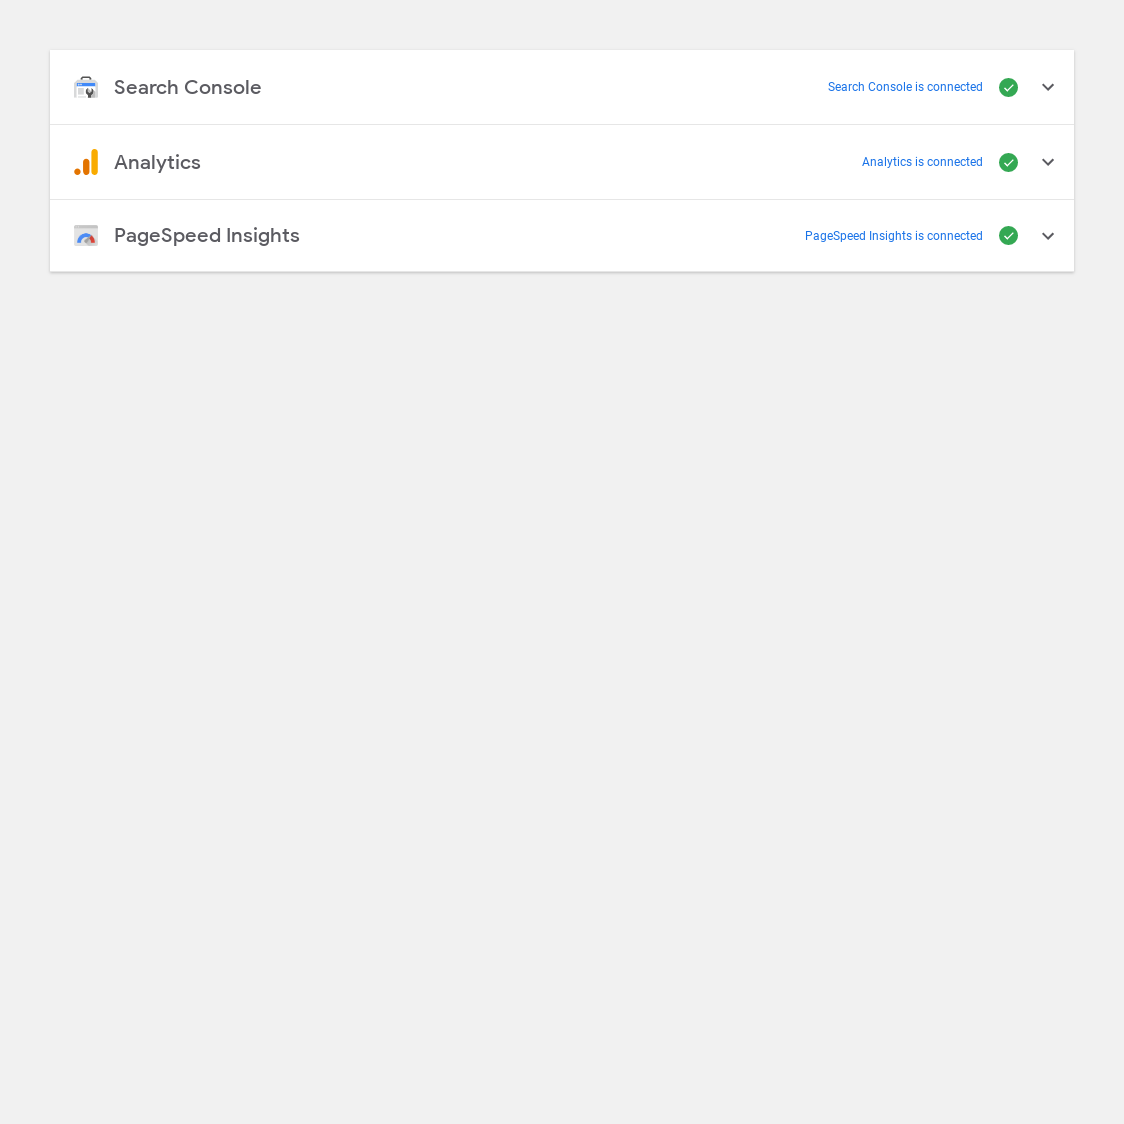 Search Console
Search Console is connected
Analytics
Analytics is connected
PageSpeed Insights
PageSpeed Insights is connected